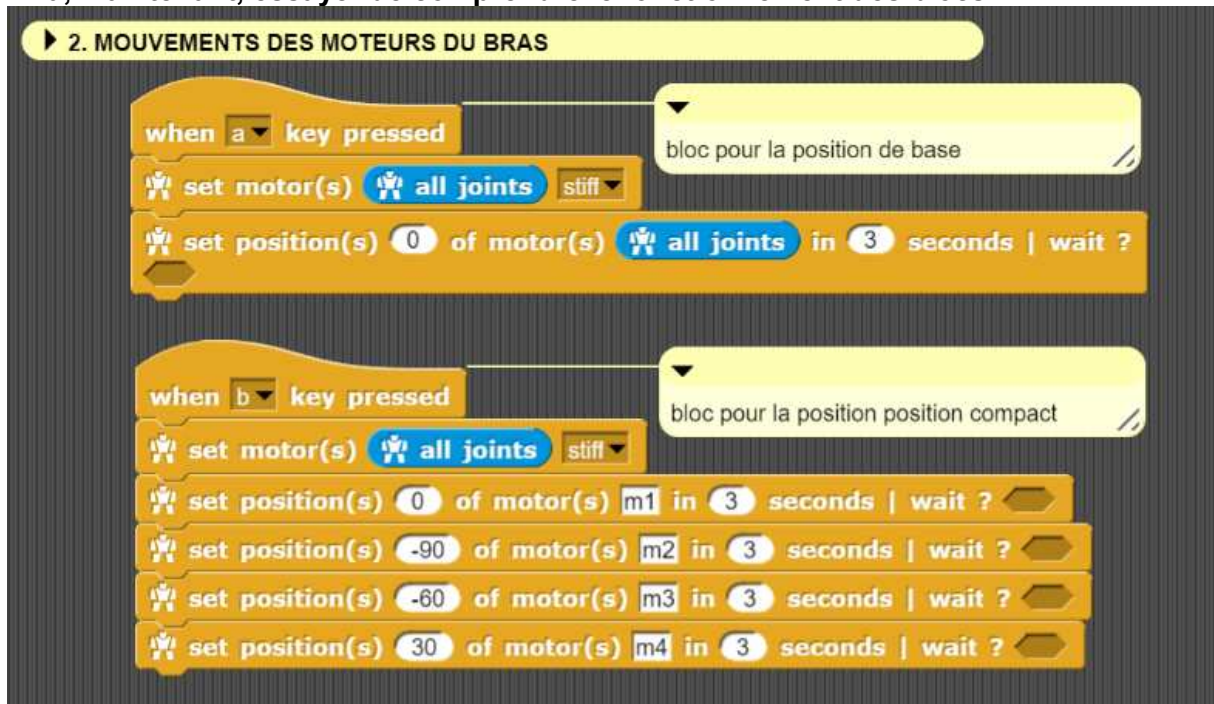 2. MOUVEMENTS DES MOTEURS DU BRAS
when a key pressed
bloc pour la position de base
set motor(s) all joints stiff
set position(s) 0 of motor(s) all joints in 3 seconds | wait ?
when b key pressed
bloc pour la position position compact
set motor(s) all joints stiff
set position(s) 0 of motor(s) m1 in 3 seconds | wait ?
set position(s) -90 of motor(s) m2 in 3 seconds | wait ?
set position(s) -60 of motor(s) m3 in 3 seconds | wait ?
set position(s) 30 of motor(s) m4 in 3 seconds | wait ?